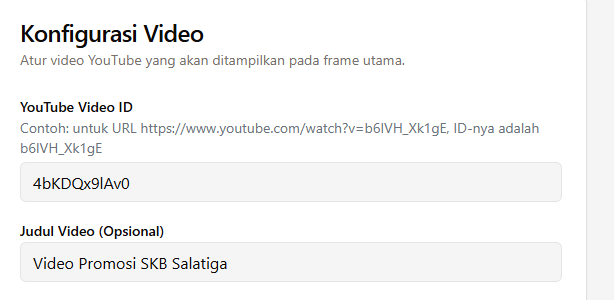 Konfigurasi Video
Atur video YouTube yang akan ditampilkan pada frame utama.
YouTube Video ID
Contoh: untuk URL https://www.youtube.com/watch?v=b6lVH_Xk1gE, ID-nya adalah
b6lVH_Xk1gE
4bKDQx9lAv0
Judul Video (Opsional)
Video Promosi SKB Salatiga